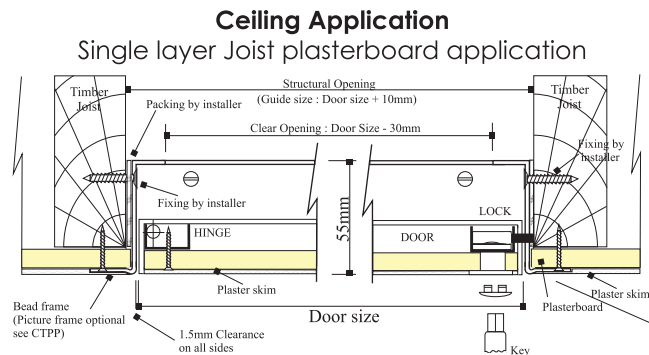 Ceiling Application
Single layer Joist plasterboard application
Structural Opening
(Guide size : Door size + 10mm)
Timber
Joist
Timber
Joist
Packing by installer
Clear Opening : Door Size - 30mm
Fixing by
installer
Fixing by installer
55mm
LOCK
HINGE
DOOR
Plaster skim
Plaster skim
Plasterboard
Bead frame
(Picture frame optional
see CTPP)
Door size
1.5mm Clearance
on all sides
Key